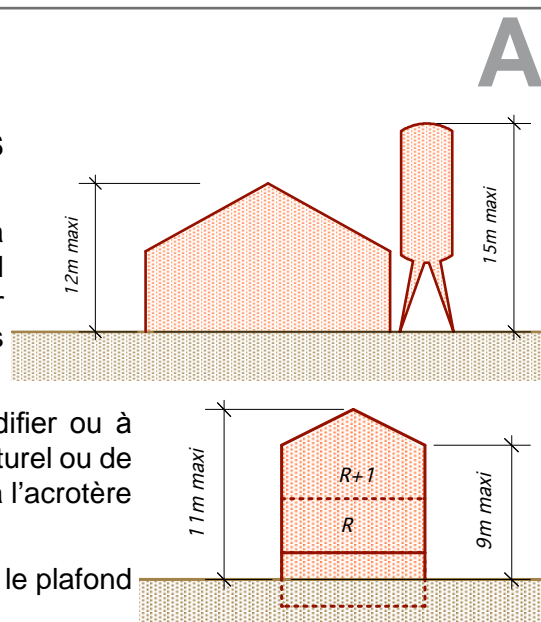 A
s
12m maxi
15m maxi
difier ou à
turel ou de
l'acrotère
le plafond
11m maxi
R+1
R
9m maxi